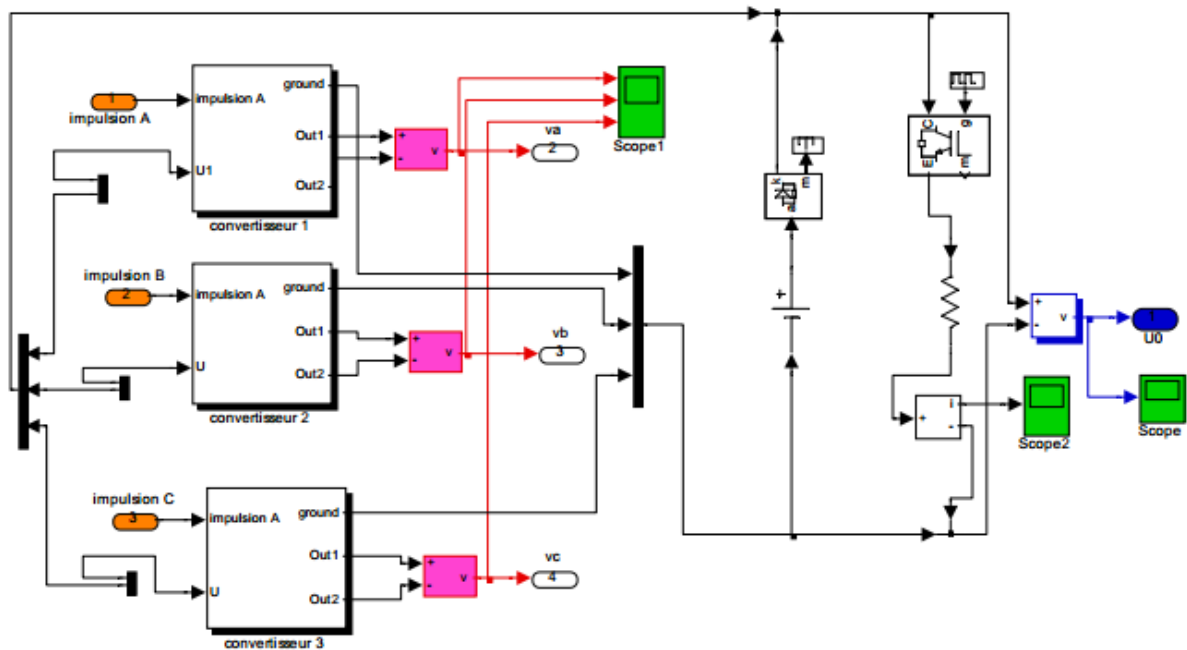 1
impulsion A
impulsion A
U1
ground
Out1
Out2
convertisseur 1
+
-
v
va
2
Scope1
impulsion B
2
impulsion A
U
ground
Out1
Out2
convertisseur 2
+
-
v
vb
3
impulsion C
3
impulsion A
U
ground
Out1
Out2
convertisseur 3
+
-
v
vc
4
k
a
m
+
C
g
E
m
+
i
-
Scope2
+
-
v
1
U0
Scope